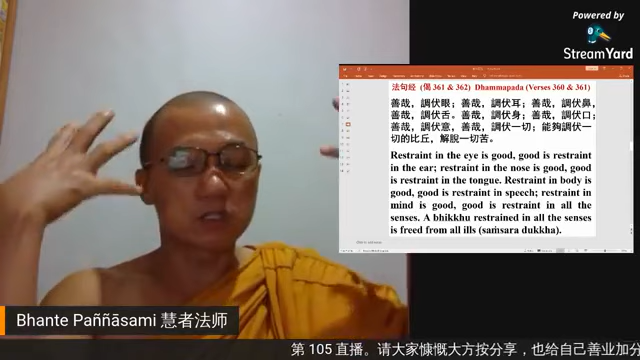 Powered by
StreamYard
法句经 (偈 361 & 362) Dhammapada (Verses 360 & 361)
善哉，調伏眼；善哉，調伏耳；善哉，調伏鼻，
善哉，調伏舌。善哉，調伏身；善哉，調伏口；
善哉，調伏意，善哉，調伏一切；能夠調伏一
切的比丘，解脫一切苦。
Restraint in the eye is good, good is restraint
in the ear; restraint in the nose is good, good
is restraint in the tongue. Restraint in body is
good, good is restraint in speech; restraint in
mind is good, good is restraint in all the
senses. A bhikkhu restrained in all the senses
is freed from all ills (saṁsara dukkha).
Bhante Paññāsami 慧者法师
第 105 直播。请大家慷慨大方按分享，也给自己善业加分